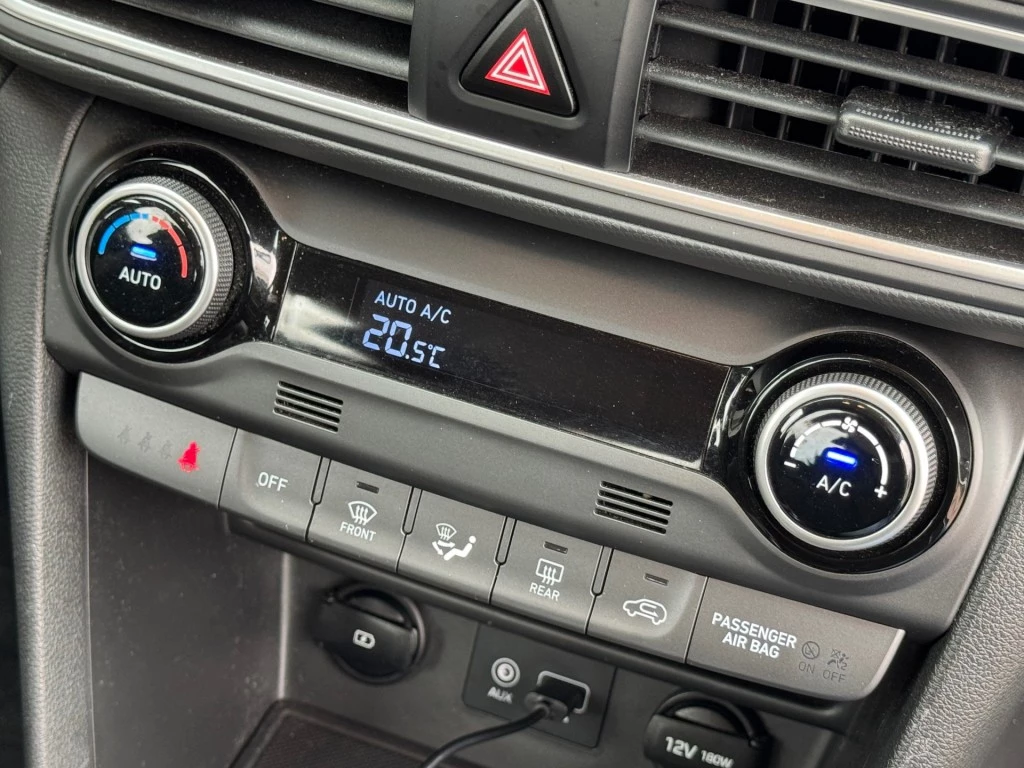 AUTO
AUTO A/C
20.5°C
A/C
OFF
FRONT
REAR
PASSENGER
AIR BAG
ON OFF
AUX
12V 180W